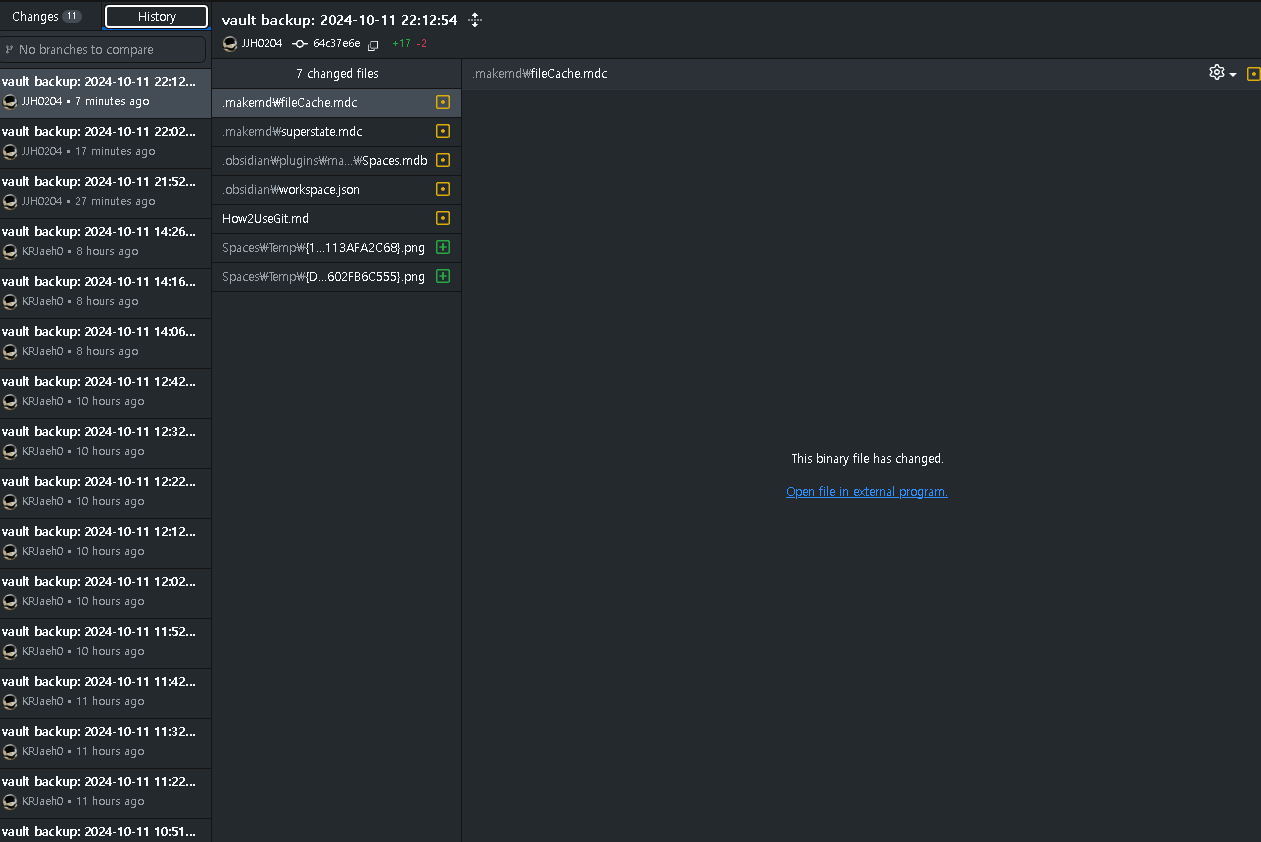 Changes 11 History
No branches to compare
vault backup: 2024-10-11 22:12...
JJH0204 • 7 minutes ago
vault backup: 2024-10-11 22:02...
JJH0204 • 17 minutes ago
vault backup: 2024-10-11 21:52...
JJH0204 • 27 minutes ago
vault backup: 2024-10-11 14:26...
KRJaeh0 • 8 hours ago
vault backup: 2024-10-11 14:16...
KRJaeh0 • 8 hours ago
vault backup: 2024-10-11 14:06...
KRJaeh0 • 8 hours ago
vault backup: 2024-10-11 12:42...
KRJaeh0 • 10 hours ago
vault backup: 2024-10-11 12:32...
KRJaeh0 • 10 hours ago
vault backup: 2024-10-11 12:22...
KRJaeh0 • 10 hours ago
vault backup: 2024-10-11 12:12...
KRJaeh0 • 10 hours ago
vault backup: 2024-10-11 12:02...
KRJaeh0 • 10 hours ago
vault backup: 2024-10-11 11:52...
KRJaeh0 • 10 hours ago
vault backup: 2024-10-11 11:42...
KRJaeh0 • 11 hours ago
vault backup: 2024-10-11 11:32...
KRJaeh0 • 11 hours ago
vault backup: 2024-10-11 11:22...
KRJaeh0 • 11 hours ago
vault backup: 2024-10-11 10:51...
vault backup: 2024-10-11 22:12:54
JJH0204 64c37e6e +17 -2
7 changed files
.makemd₩fileCache.mdc
.makemd₩superstate.mdc
.obsidian₩plugins₩ma...₩Spaces.mdb
.obsidian₩workspace.json
How2UseGit.md
Spaces₩Temp₩{1...113AFA2C68}.png
Spaces₩Temp₩{D...602FB6C555}.png
.makemd₩fileCache.mdc
This binary file has changed.
Open file in external program.